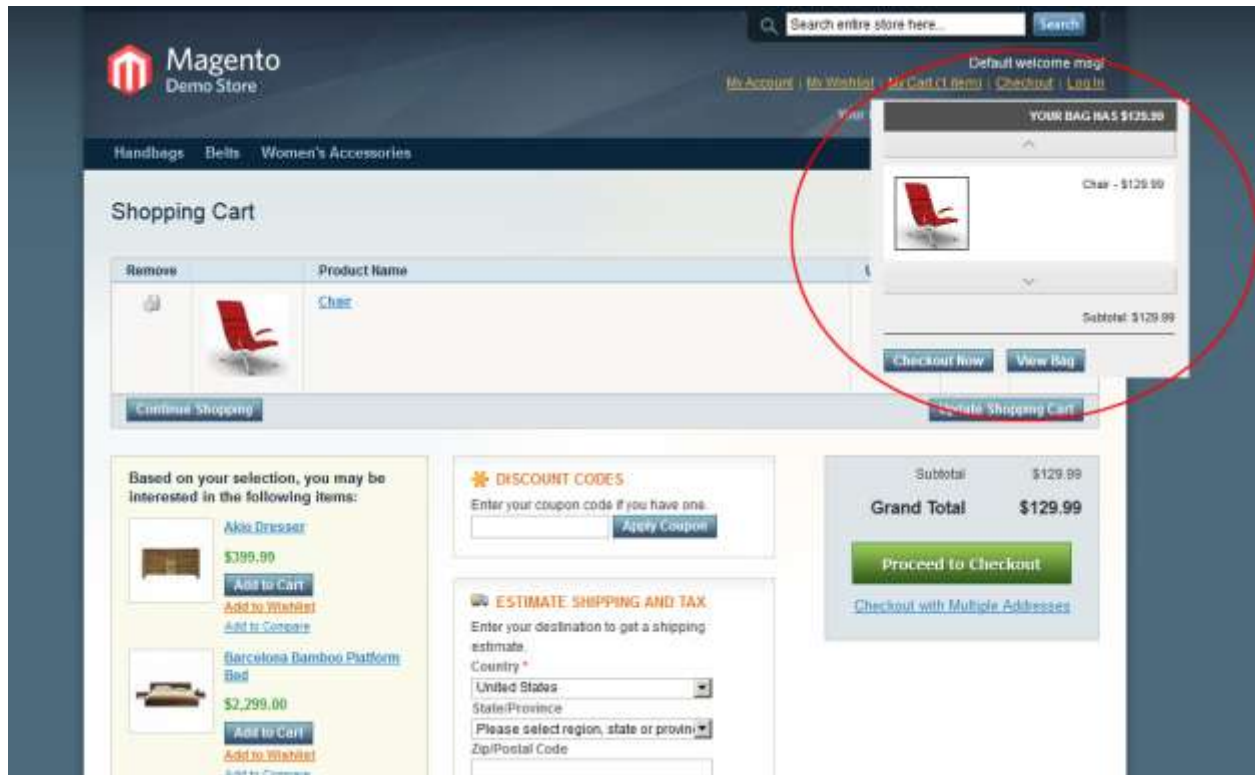 Search entire store here...
Search
Magento
Demo Store
Default welcome msg!
My Account | My Wishlist | My Cart (1 item) | Checkout | Log In
Your
YOUR BAG HAS $129.99
Handbags Belts Women's Accessories
Chair - $129.99
Shopping Cart
Remove Product Name U
Chair
Subtotal: $129.99
Checkout Now View Bag
Continue Shopping Update Shopping Cart
Based on your selection, you may be
interested in the following items:
Akio Dresser
$399.99
Add to Cart
Add to Wishlist
Add to Compare
Barcelona Bamboo Platform
Bed
$2,299.00
Add to Cart
Add to Wishlist
Add to Compare
DISCOUNT CODES
Enter your coupon code if you have one.
Apply Coupon
ESTIMATE SHIPPING AND TAX
Enter your destination to get a shipping
estimate.
Country *
United States
State/Province
Please select region, state or provin
Zip/Postal Code
Subtotal $129.99
Grand Total $129.99
Proceed to Checkout
Checkout with Multiple Addresses